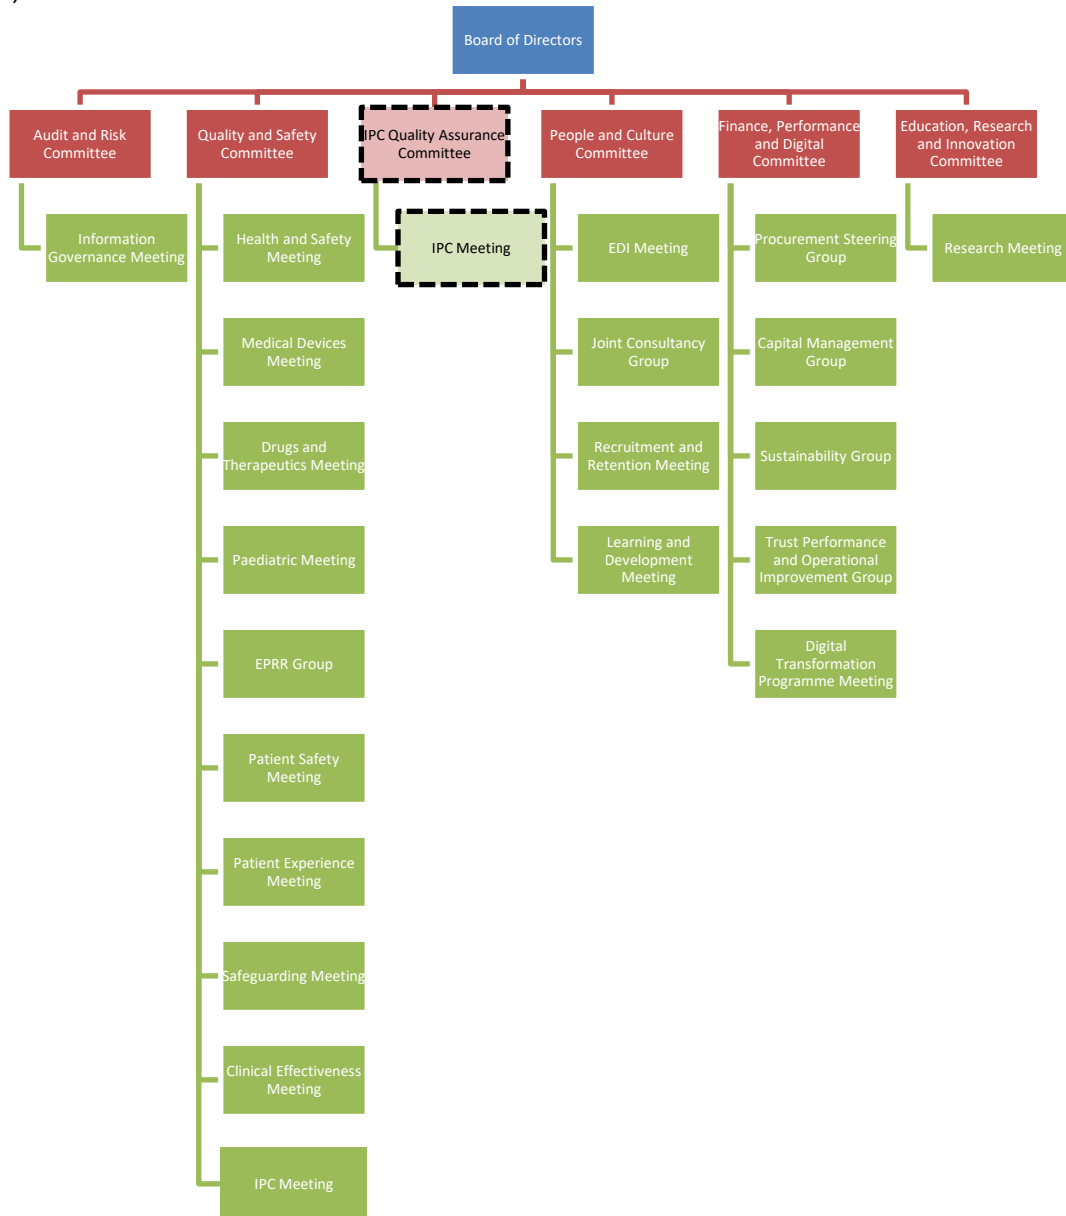 )
Board of Directors
Audit and Risk
Committee
Quality and Safety
Committee
IPC Quality Assurance
Committee
People and Culture
Committee
Finance, Performance
and Digital
Committee
Education, Research
and Innovation
Committee
Information
Governance Meeting
Health and Safety
Meeting
IPC Meeting
EDI Meeting
Procurement Steering
Group
Research Meeting
Medical Devices
Meeting
Joint Consultancy
Group
Capital Management
Group
Drugs and
Therapeutics Meeting
Recruitment and
Retention Meeting
Sustainability Group
Paediatric Meeting
Learning and
Development
Meeting
Trust Performance
and Operational
Improvement Group
EPRR Group
Digital
Transformation
Programme Meeting
Patient Safety
Meeting
Patient Experience
Meeting
Safeguarding Meeting
Clinical Effectiveness
Meeting
IPC Meeting